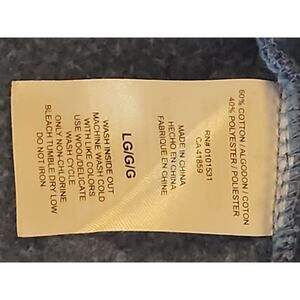 60% COTTON / ALGODON / COTON
40% POLYESTER / POLIESTER
RN# 0101531
CA 41859
MADE IN CHINA
HECHO EN CHINA
FABRIQUE EN CHINE
LG/G/G
WASH INSIDE OUT
MACHINE WASH COLD
WITH LIKE COLORS
USE WOOL/DELICATE
WASH CYCLE
ONLY NON-CHLORINE
BLEACH TUMBLE DRY LOW
DO NOT IRON